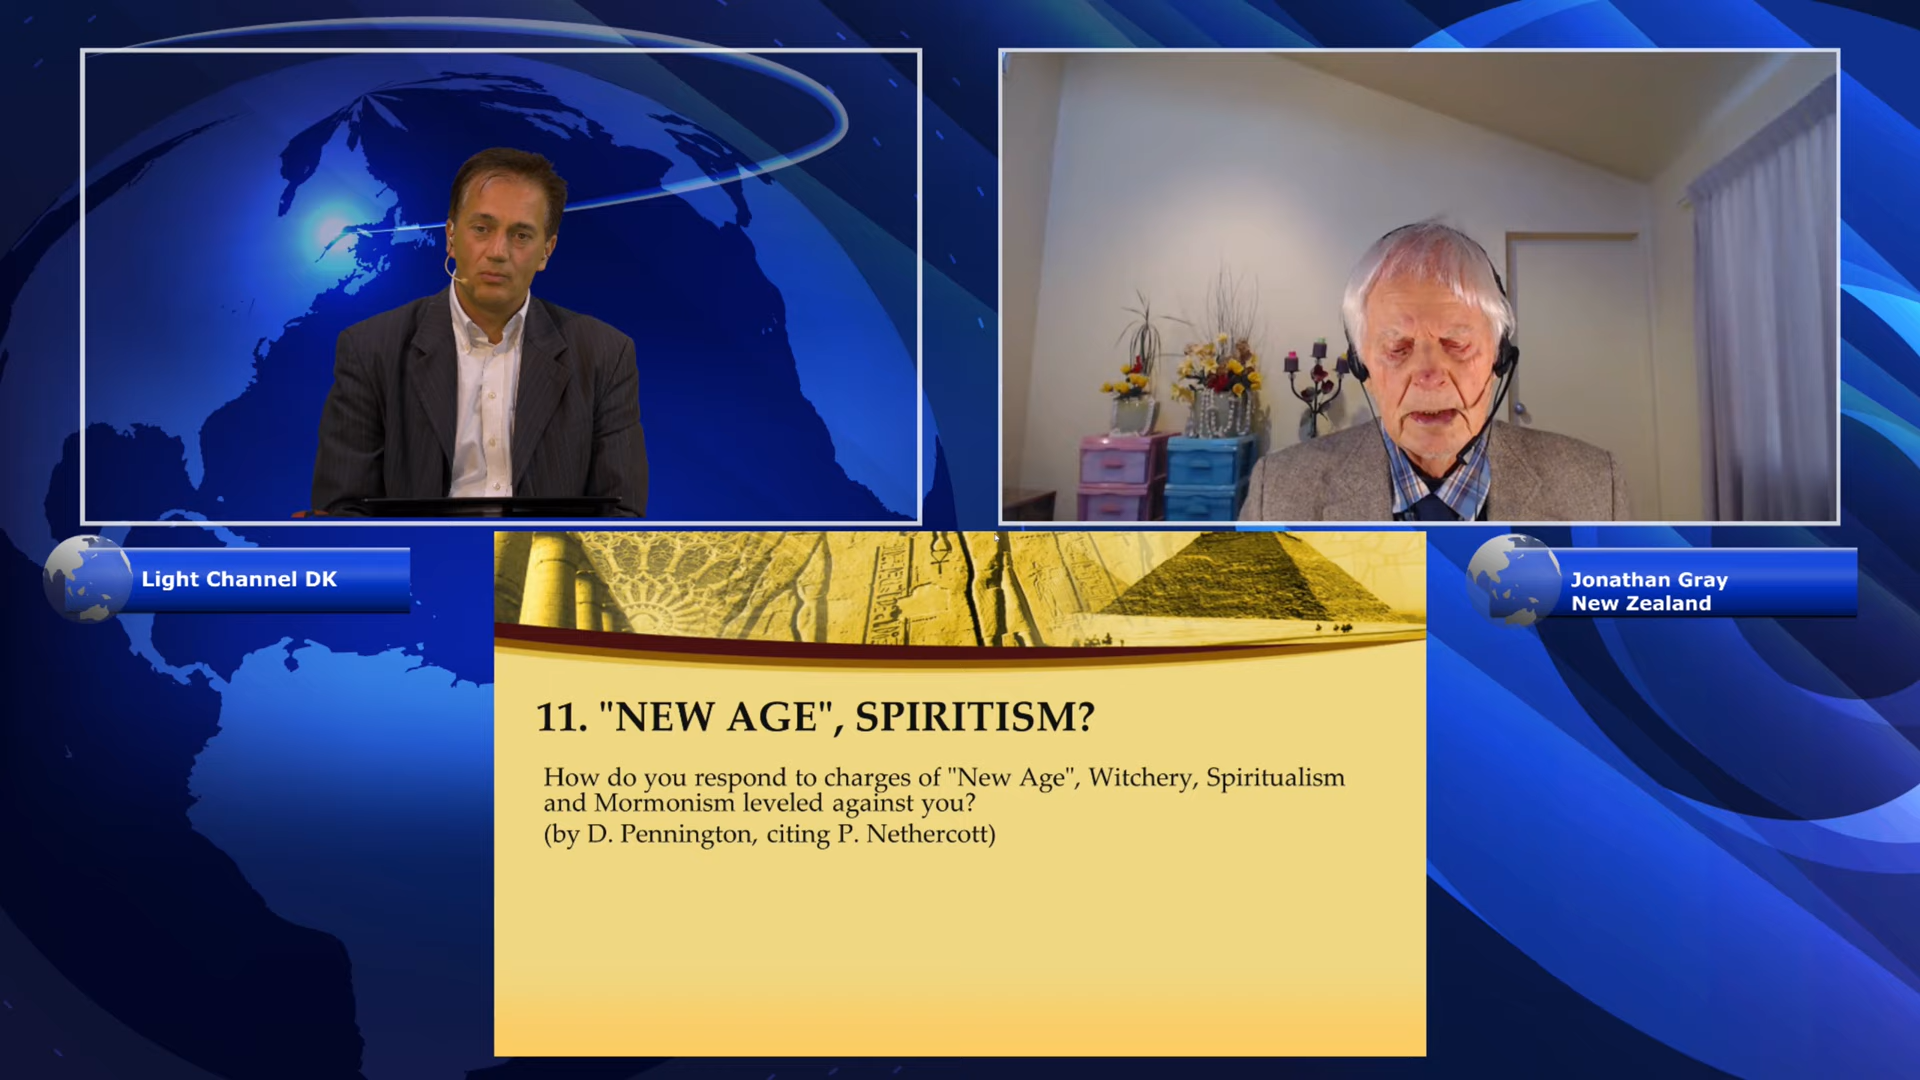 Light Channel DK
Jonathan Gray
New Zealand
11. "NEW AGE", SPIRITISM?
How do you respond to charges of "New Age", Witchery, Spiritualism
and Mormonism leveled against you?
(by D. Pennington, citing P. Nethercott)